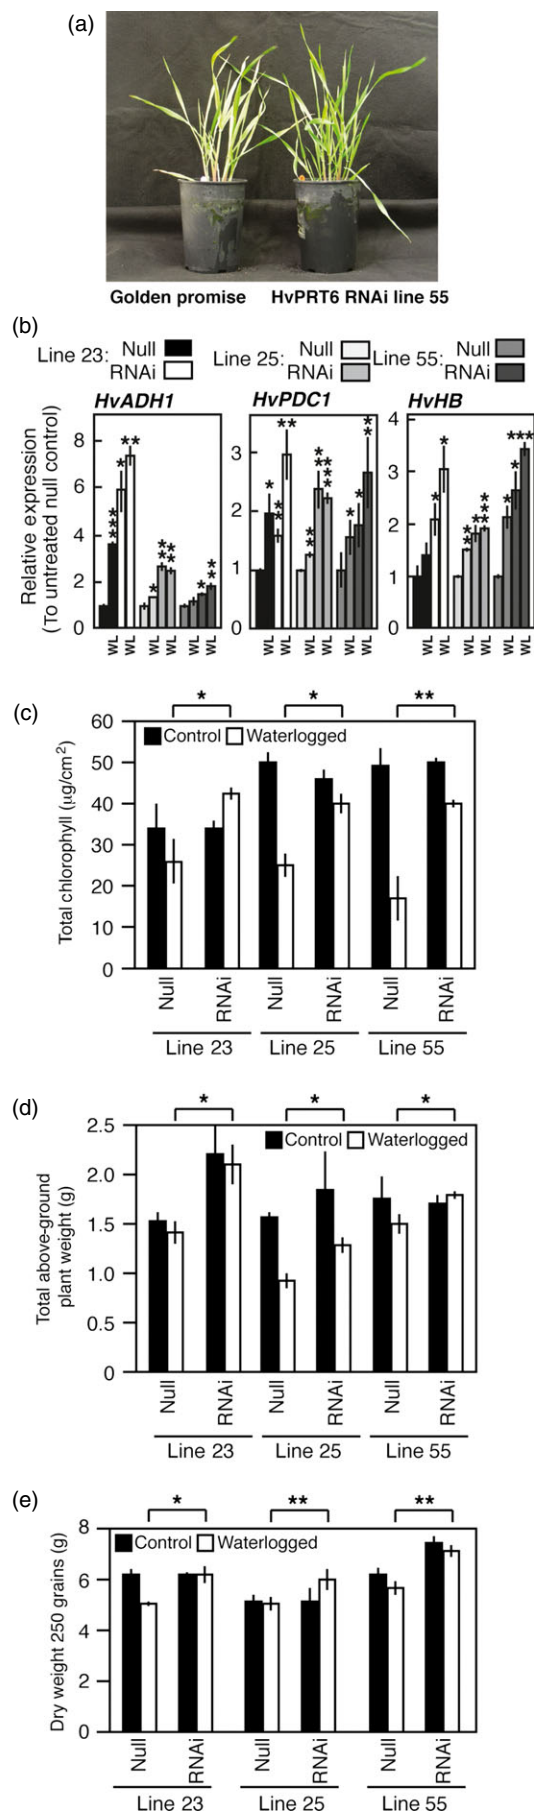 (a)
Golden promise HvPRT6 RNAi line 55
(b)
Line 23: Null RNAi Line 25: Null RNAi Line 55: Null RNAi
HvADH1 HvPDC1 HvHB
Relative expression
(To untreated null control)
8
6
4
2
0
*** * **
* ** **
* **
3
2
1
0
* ** **
** *** ***
* * **
4
3
2
1
0
* *
** * ***
* * ***
WL WL WL WL WL WL WL WL WL WL WL WL WL WL WL WL WL WL
(c)
* * **
Control Waterlogged
Total chlorophyll (µg/cm2)
60
50
40
30
20
10
0
Null RNAi Null RNAi Null RNAi
Line 23 Line 25 Line 55
(d)
* * *
Control Waterlogged
Total above-ground
plant weight (g)
2.5
2.0
1.5
1.0
0.5
0
Null RNAi Null RNAi Null RNAi
Line 23 Line 25 Line 55
(e)
* ** **
Control Waterlogged
Dry weight 250 grains (g)
8
6
4
2
0
Null RNAi Null RNAi Null RNAi
Line 23 Line 25 Line 55